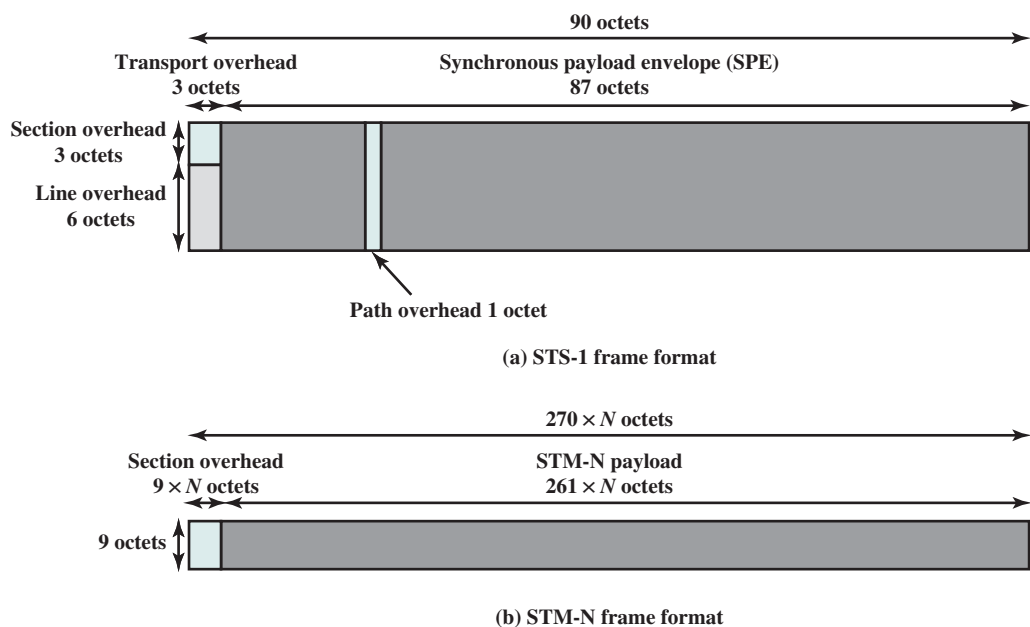 90 octets
Transport overhead
3 octets
Synchronous payload envelope (SPE)
87 octets
Section overhead
3 octets
Line overhead
6 octets
Path overhead 1 octet
(a) STS-1 frame format
270 × N octets
Section overhead
9 × N octets
STM-N payload
261 × N octets
9 octets
(b) STM-N frame format